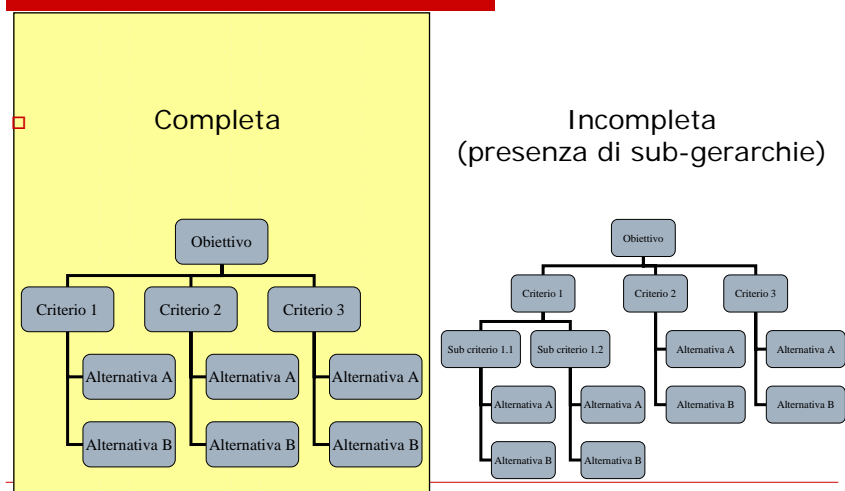 Completa
Obiettivo
Criterio 1
Criterio 2
Criterio 3
Alternativa A
Alternativa A
Alternativa A
Alternativa B
Alternativa B
Alternativa B
Incompleta
(presenza di sub-gerarchie)
Obiettivo
Criterio 1
Criterio 2
Criterio 3
Sub criterio 1.1
Sub criterio 1.2
Alternativa A
Alternativa A
Alternativa A
Alternativa A
Alternativa B
Alternativa B
Alternativa B
Alternativa B